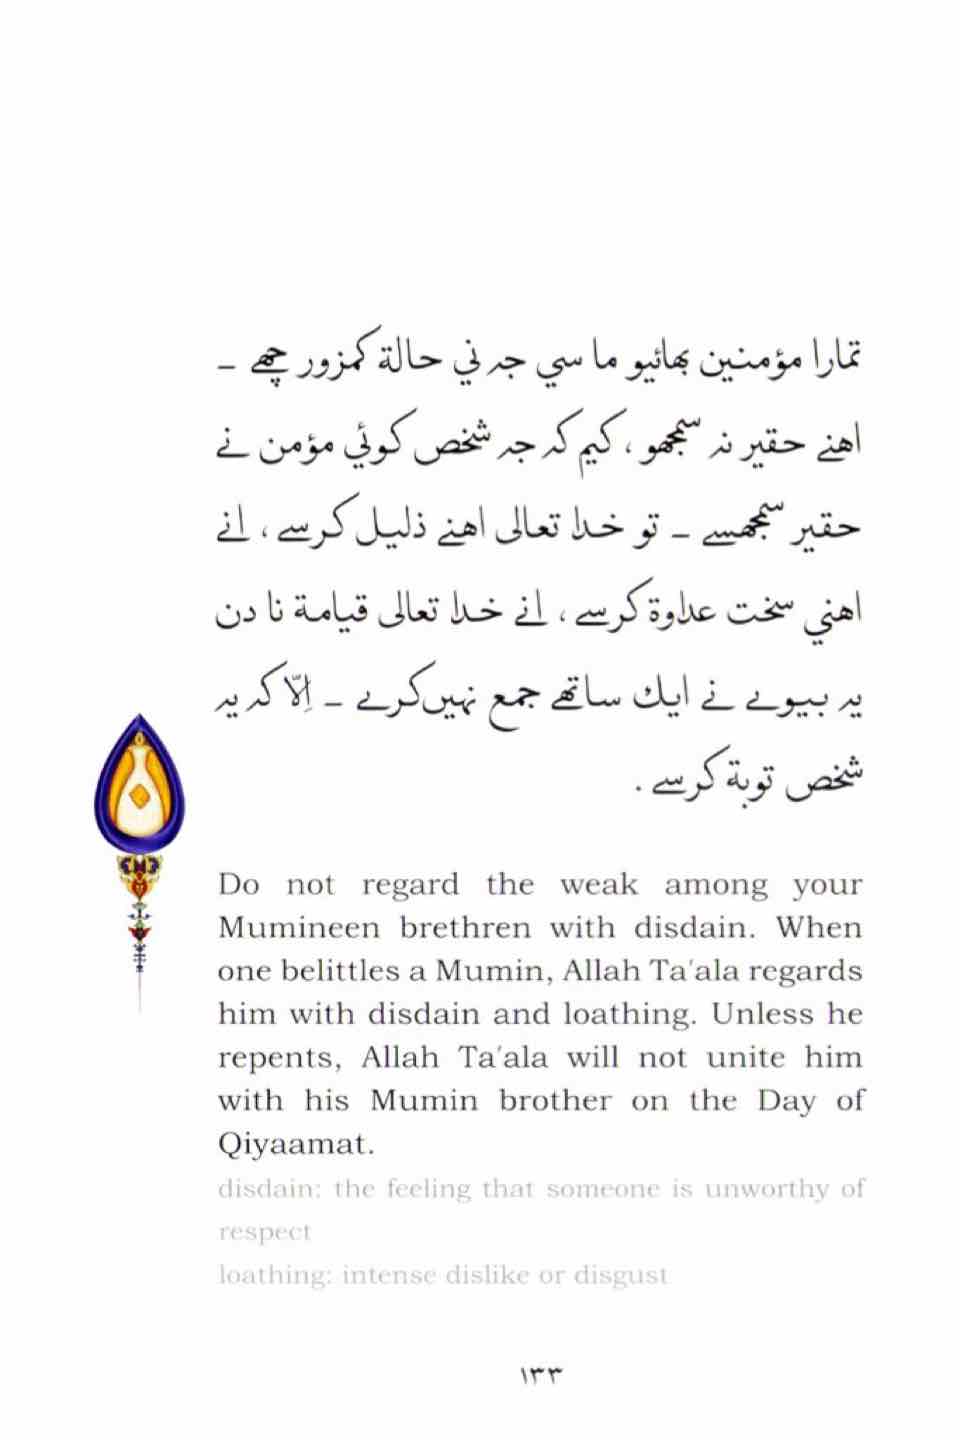 تمارا مؤمنين بھائيو ما سي جہ ني حالة كمزور چھے ـ
اهنے حقير نہ سمجھو، كيم كہ جہ شخص كوئي مؤمن نے
حقير سمجھسے ـ تو خدا تعالى اهنے ذليل كرسے، انے
اهني سخت عداوة كرسے، انے خدا تعالى قيامة نا دن
يہ بيوے نے ايك ساتھے جمع نہيں كرے ـ اِلاّ كہ يہ
شخص توبة كرسے .
Do not regard the weak among your
Mumineen brethren with disdain. When
one belittles a Mumin, Allah Ta'ala regards
him with disdain and loathing. Unless he
repents, Allah Ta'ala will not unite him
with his Mumin brother on the Day of
Qiyaamat.
disdain: the feeling that someone is unworthy of
respect
loathing: intense dislike or disgust
١٣٣